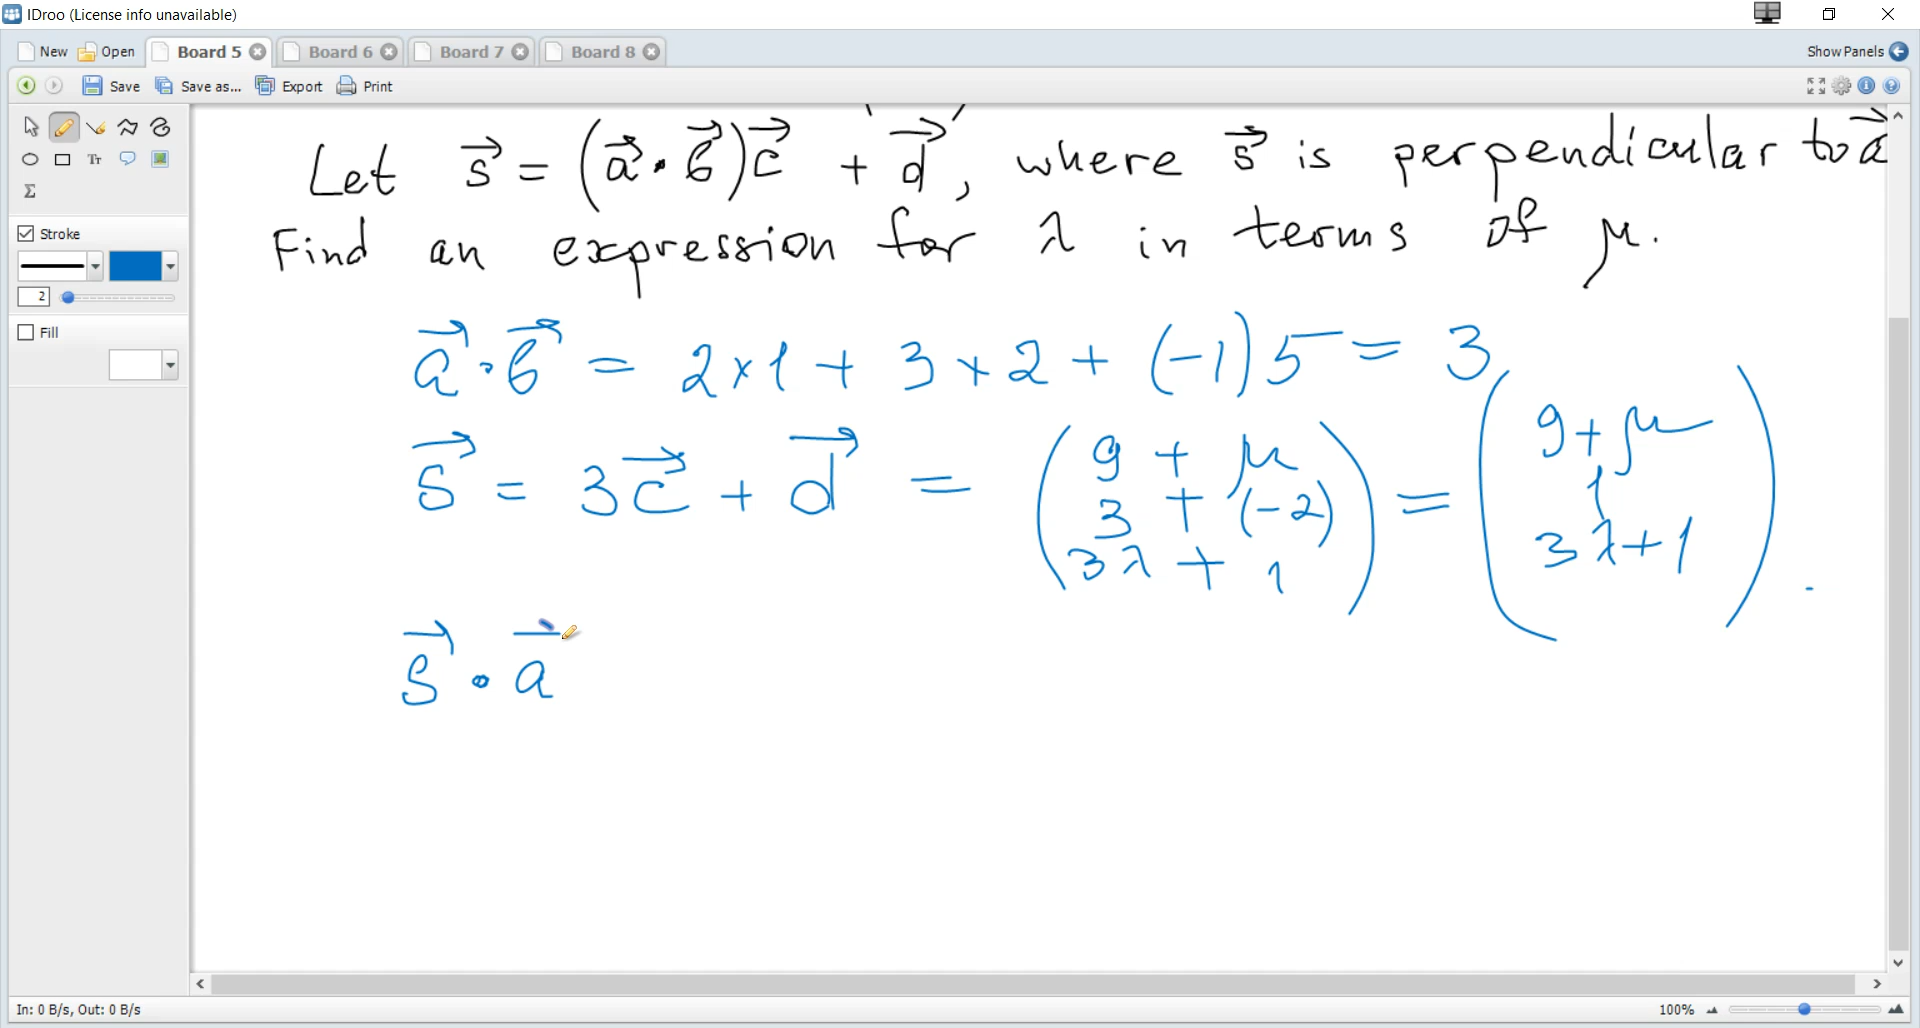 IDroo (License info unavailable)
New Open Board 5 Board 6 Board 7 Board 8 Show Panels
Save Save as... Export Print
Tt
Σ
Stroke
2
Fill
Let s⃗ = (a⃗ · b⃗)c⃗ + d⃗, where s⃗ is perpendicular to a⃗
Find an expression for λ in terms of μ.
a⃗ · b⃗ = 2×1 + 3×2 + (-1)5 = 3
s⃗ = 3c⃗ + d⃗ = (9 + μ, 3 + (-2), 3λ + 1) = (9 + μ, 1, 3λ + 1).
s⃗ · a⃗
In: 0 B/s, Out: 0 B/s 100%